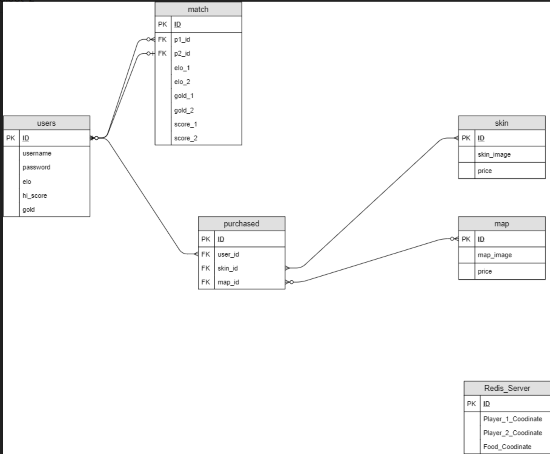 match
PK ID
FK p1_id
FK p2_id
elo_1
elo_2
gold_1
gold_2
score_1
score_2
users
PK ID
username
password
elo
hi_score
gold
skin
PK ID
skin_image
price
purchased
PK ID
FK user_id
FK skin_id
FK map_id
map
PK ID
map_image
price
Redis_Server
PK ID
Player_1_Coodinate
Player_2_Coodinate
Food_Coodinate